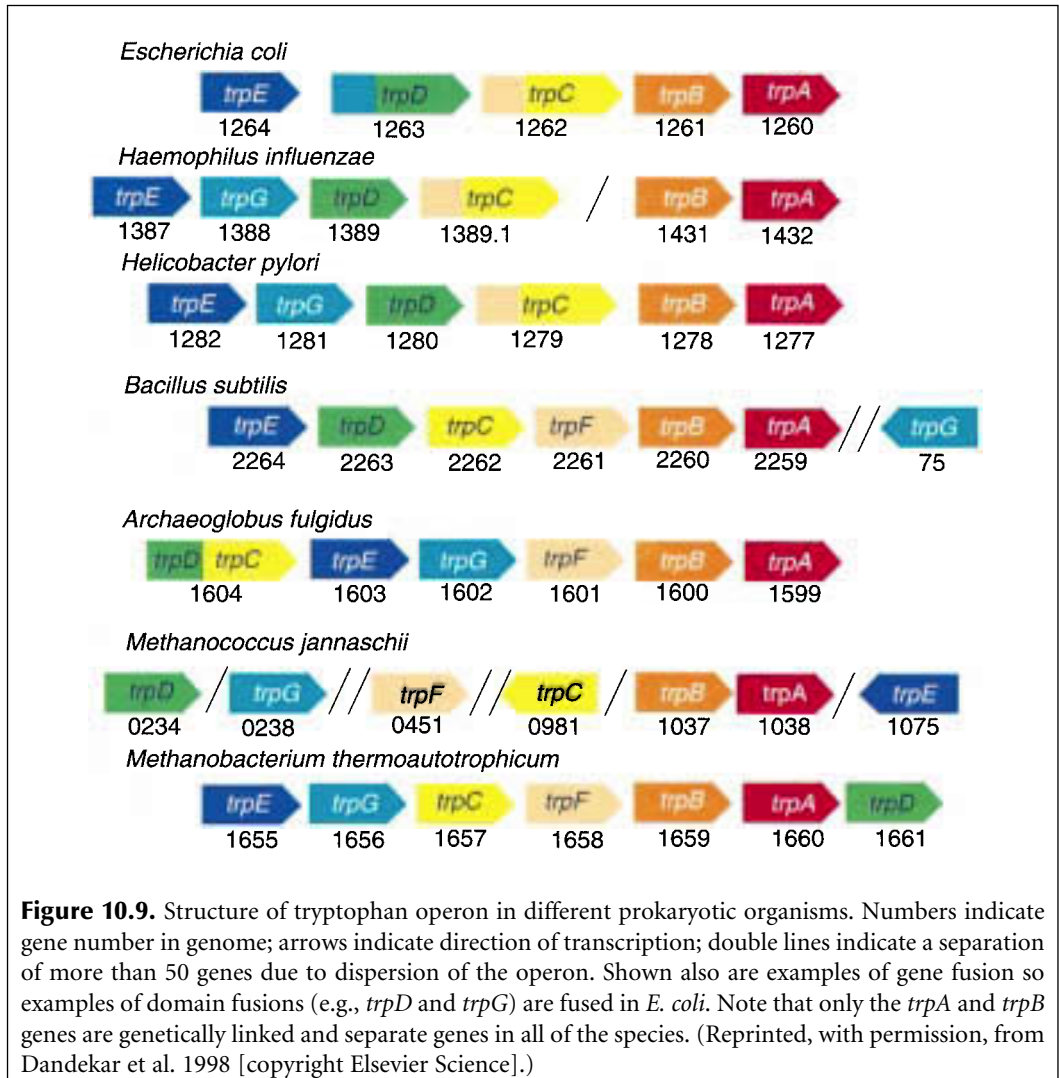 Escherichia coli
trpE trpD trpC trpB trpA
1264 1263 1262 1261 1260
Haemophilus influenzae
trpE trpG trpD trpC / trpB trpA
1387 1388 1389 1389.1 1431 1432
Helicobacter pylori
trpE trpG trpD trpC trpB trpA
1282 1281 1280 1279 1278 1277
Bacillus subtilis
trpE trpD trpC trpF trpB trpA // trpG
2264 2263 2262 2261 2260 2259 75
Archaeoglobus fulgidus
trpD trpC trpE trpG trpF trpB trpA
1604 1603 1602 1601 1600 1599
Methanococcus jannaschii
trpD / trpG // trpF // trpC / trpB trpA / trpE
0234 0238 0451 0981 1037 1038 1075
Methanobacterium thermoautotrophicum
trpE trpG trpC trpF trpB trpA trpD
1655 1656 1657 1658 1659 1660 1661
Figure 10.9. Structure of tryptophan operon in different prokaryotic organisms. Numbers indicate
gene number in genome; arrows indicate direction of transcription; double lines indicate a separation
of more than 50 genes due to dispersion of the operon. Shown also are examples of gene fusion so
examples of domain fusions (e.g., trpD and trpG) are fused in E. coli. Note that only the trpA and trpB
genes are genetically linked and separate genes in all of the species. (Reprinted, with permission, from
Dandekar et al. 1998 [copyright Elsevier Science].)